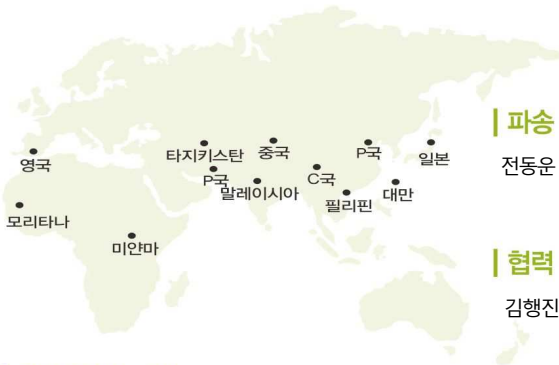 | 파송
전동운
영국
타지키스탄
중국
P국
일본
P국
말레이시아
C국
필리핀
대만
모리타나
미얀마
| 협력
김행진